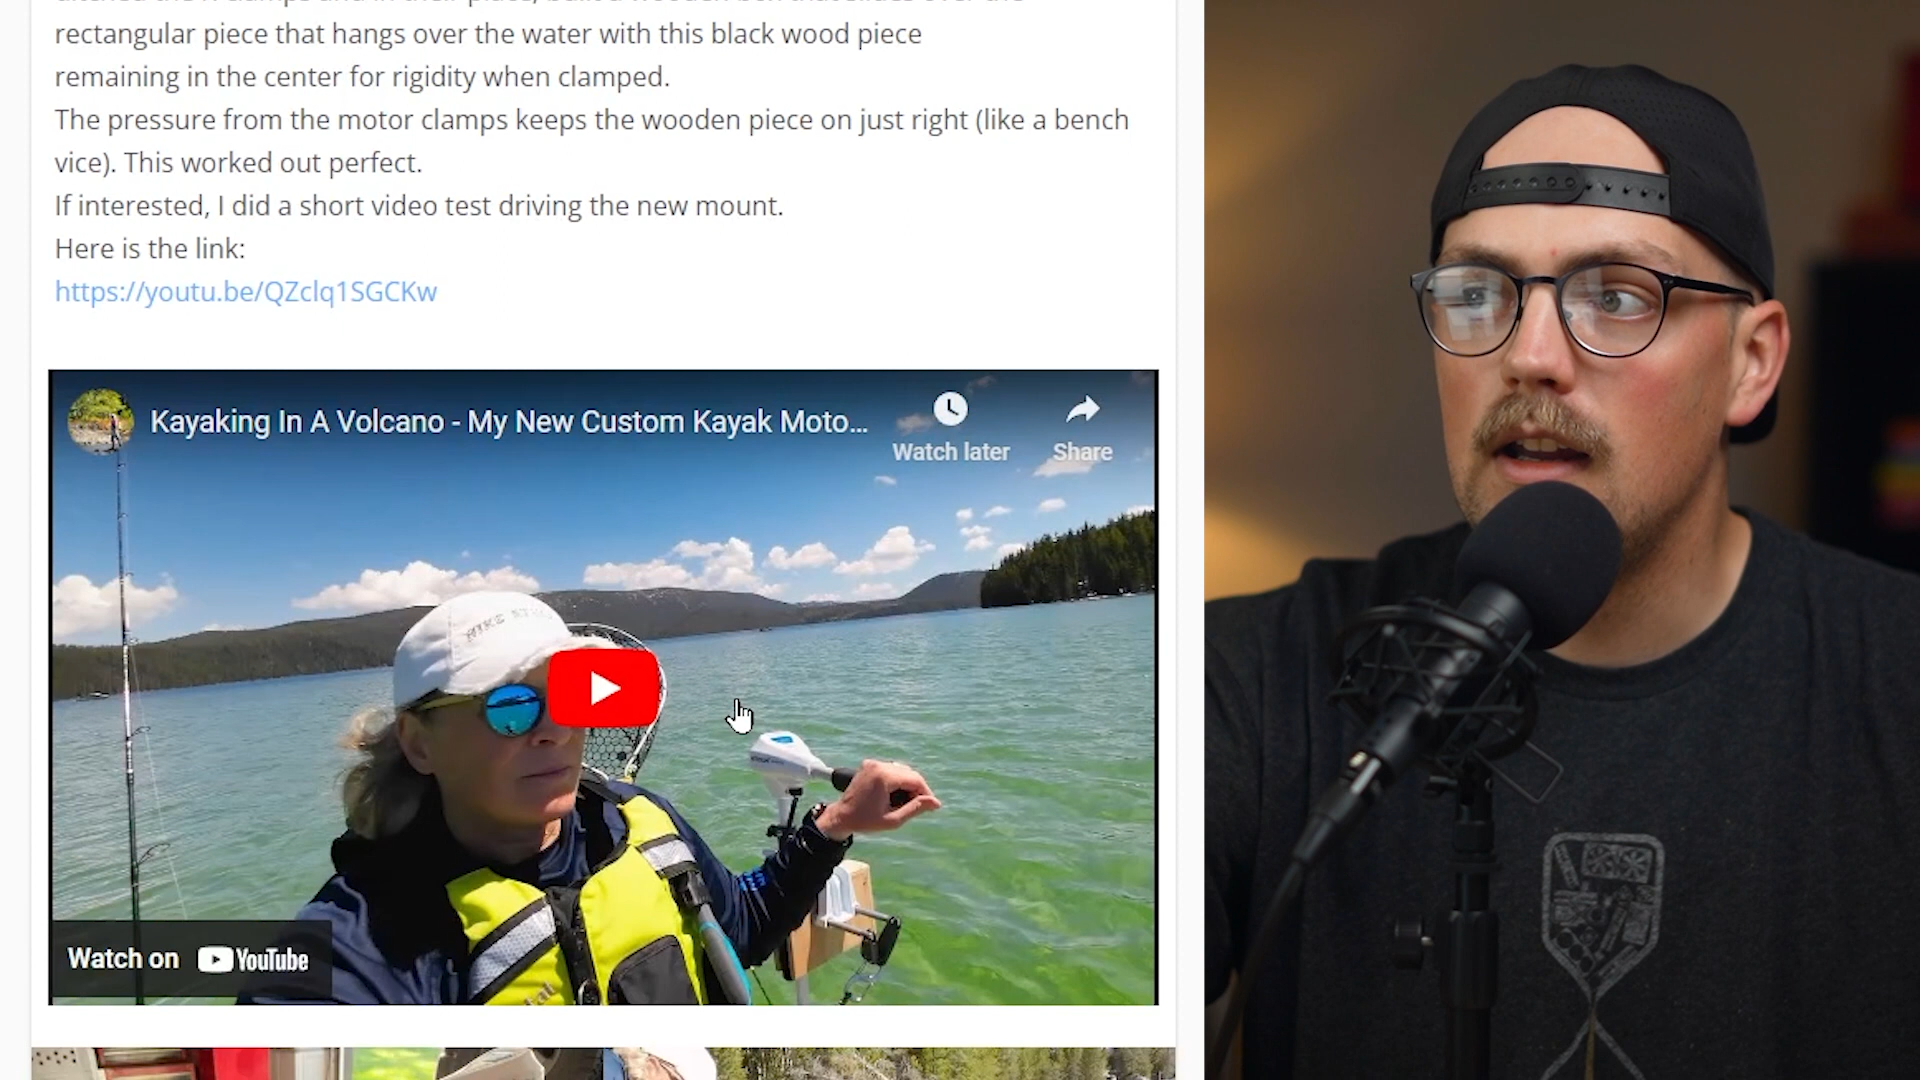 rectangular piece that hangs over the water with this black wood piece
remaining in the center for rigidity when clamped.
The pressure from the motor clamps keeps the wooden piece on just right (like a bench
vice). This worked out perfect.
If interested, I did a short video test driving the new mount.
Here is the link:
https://youtu.be/QZclq1SGCKw
Kayaking In A Volcano - My New Custom Kayak Moto...
Watch later
Share
Watch on YouTube